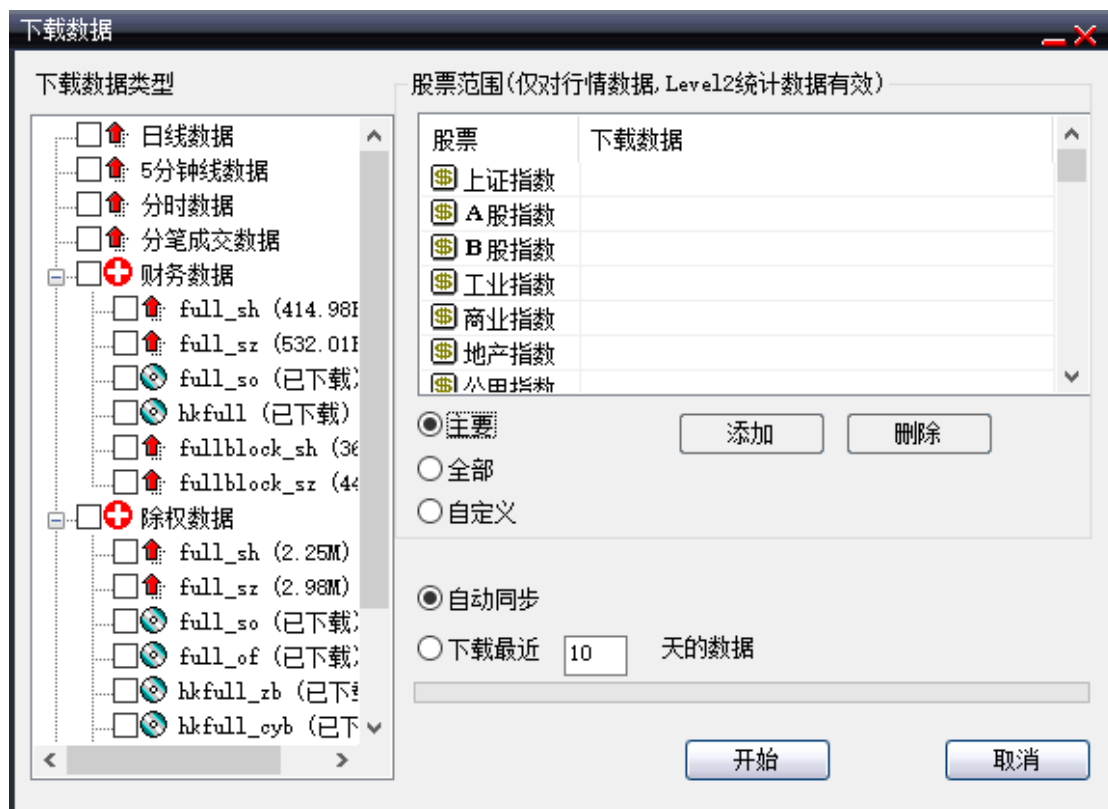 下载数据
下载数据类型
日线数据
5分钟线数据
分时数据
分笔成交数据
财务数据
full_sh (414.98
full_sz (532.01
full_so (已下载)
hkfull (已下载)
fullblock_sh (36
fullblock_sz (44
除权数据
full_sh (2.25M)
full_sz (2.98M)
full_so (已下载)
full_of (已下载)
hkfull_zb (已下
hkfull_cyb (已下
股票范围(仅对行情数据,Level2统计数据有效)
股票 下载数据
上证指数
A股指数
B股指数
工业指数
商业指数
地产指数
公用指数
主要
添加 删除
全部
自定义
自动同步
下载最近 10 天的数据
开始 取消